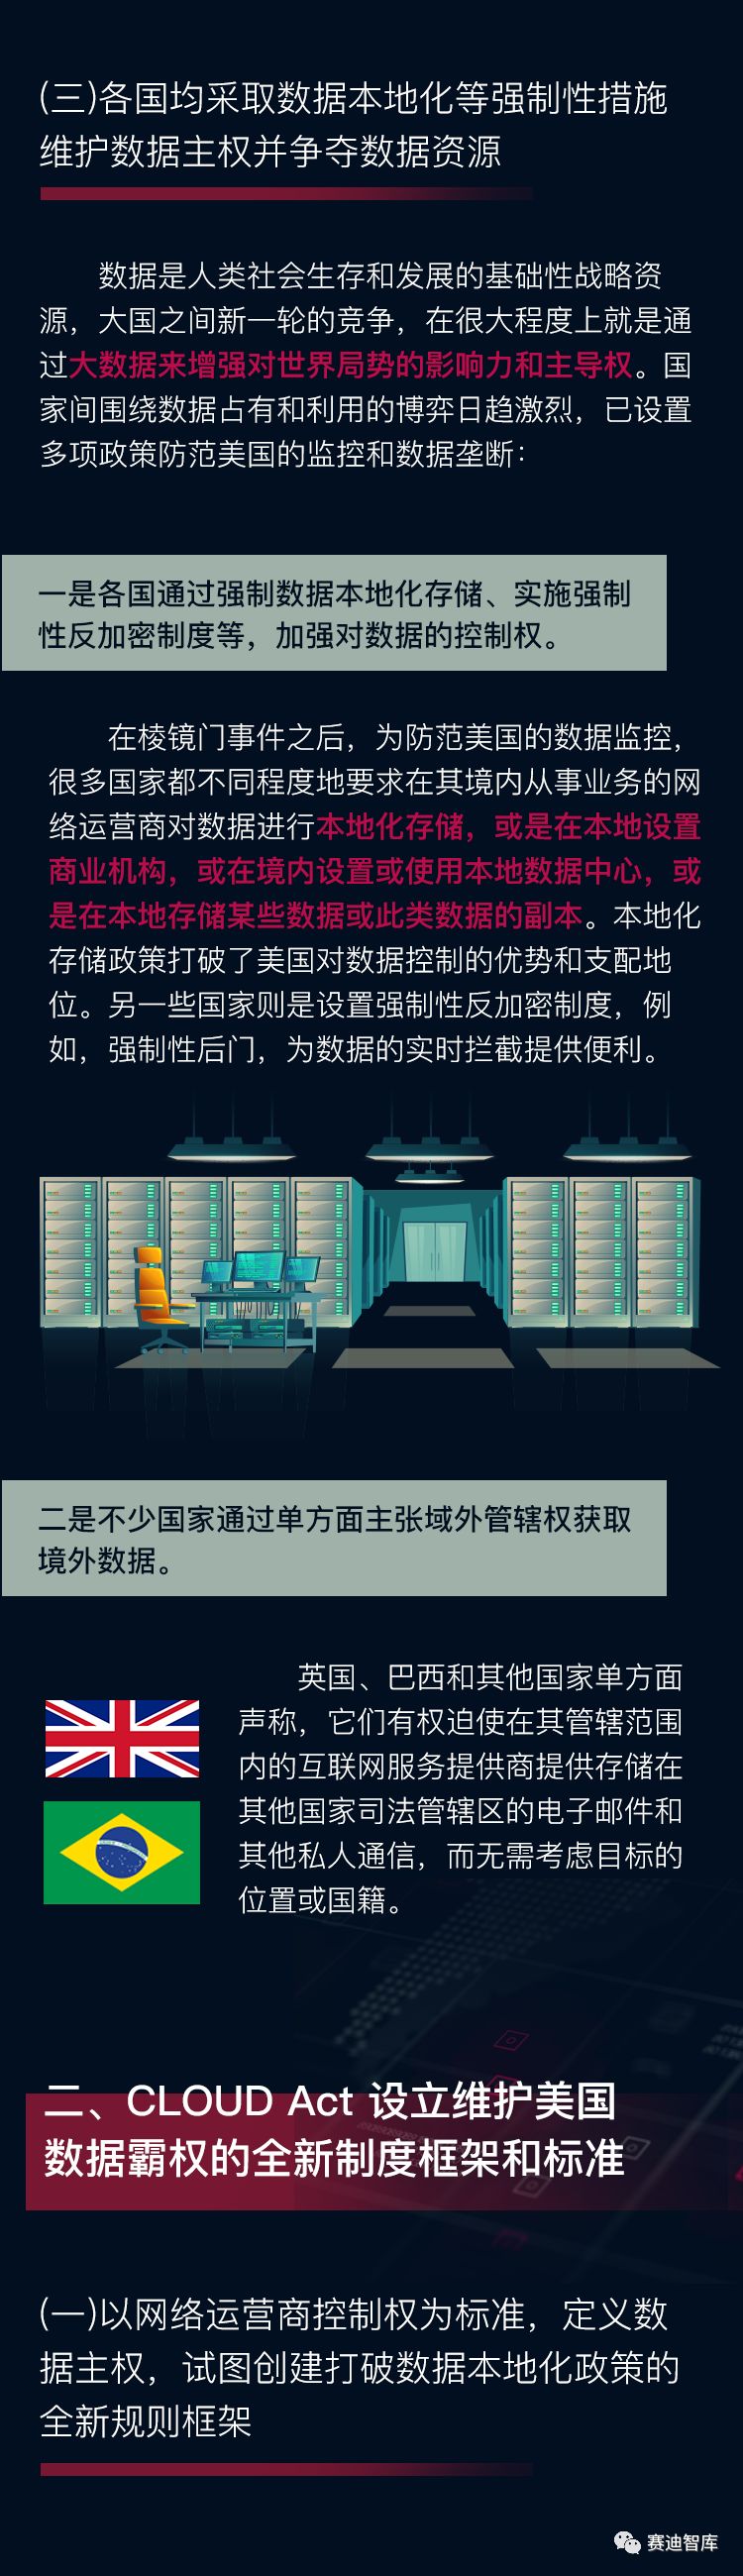 (三)各国均采取数据本地化等强制性措施
维护数据主权并争夺数据资源
数据是人类社会生存和发展的基础性战略资
源，大国之间新一轮的竞争，在很大程度上就是通
过大数据来增强对世界局势的影响力和主导权。国
家间围绕数据占有和利用的博弈日趋激烈，已设置
多项政策防范美国的监控和数据垄断：
一是各国通过强制数据本地化存储、实施强制
性反加密制度等，加强对数据的控制权。
在棱镜门事件之后，为防范美国的数据监控，
很多国家都不同程度地要求在其境内从事业务的网
络运营商对数据进行本地化存储，或是在本地设置
商业机构，或在境内设置或使用本地数据中心，或
是在本地存储某些数据或此类数据的副本。本地化
存储政策打破了美国对数据控制的优势和支配地
位。另一些国家则是设置强制性反加密制度，例
如，强制性后门，为数据的实时拦截提供便利。
二是不少国家通过单方面主张域外管辖权获取
境外数据。
英国、巴西和其他国家单方面
声称，它们有权迫使在其管辖范围
内的互联网服务提供商提供存储在
其他国家司法管辖区的电子邮件和
其他私人通信，而无需考虑目标的
位置或国籍。
二、CLOUD Act 设立维护美国
数据霸权的全新制度框架和标准
(一)以网络运营商控制权为标准，定义数
据主权，试图创建打破数据本地化政策的
全新规则框架
赛迪智库